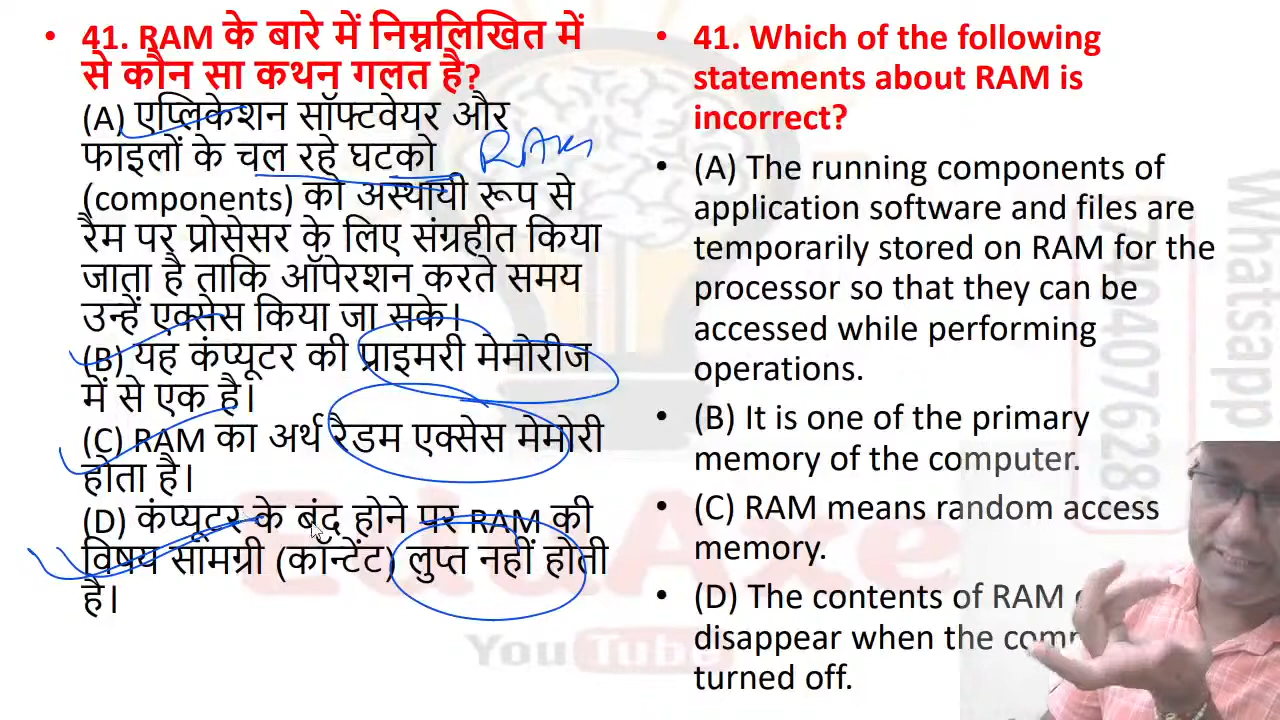 • 41. RAM के बारे में निम्नलिखित में
से कौन सा कथन गलत है?
(A) एप्लिकेशन सॉफ्टवेयर और
फाइलों के चल रहे घटको
(components) को अस्थायी रूप से
रैम पर प्रोसेसर के लिए संग्रहीत किया
जाता है ताकि ऑपेरशन करते समय
उन्हें एक्सेस किया जा सके।
(B) यह कंप्यूटर की प्राइमरी मेमोरीज
में से एक है।
(C) RAM का अर्थ रैडम एक्सेस मेमोरी
होता है।
(D) कंप्यूटर के बंद होने पर RAM की
विषय सामग्री (कॉन्टेंट) लुप्त नहीं होती
है।
RAM
• 41. Which of the following
statements about RAM is
incorrect?
• (A) The running components of
application software and files are
temporarily stored on RAM for the
processor so that they can be
accessed while performing
operations.
• (B) It is one of the primary
memory of the computer.
• (C) RAM means random access
memory.
• (D) The contents of RAM
disappear when the
turned off.
EduAxe
YouTube
Whatsapp